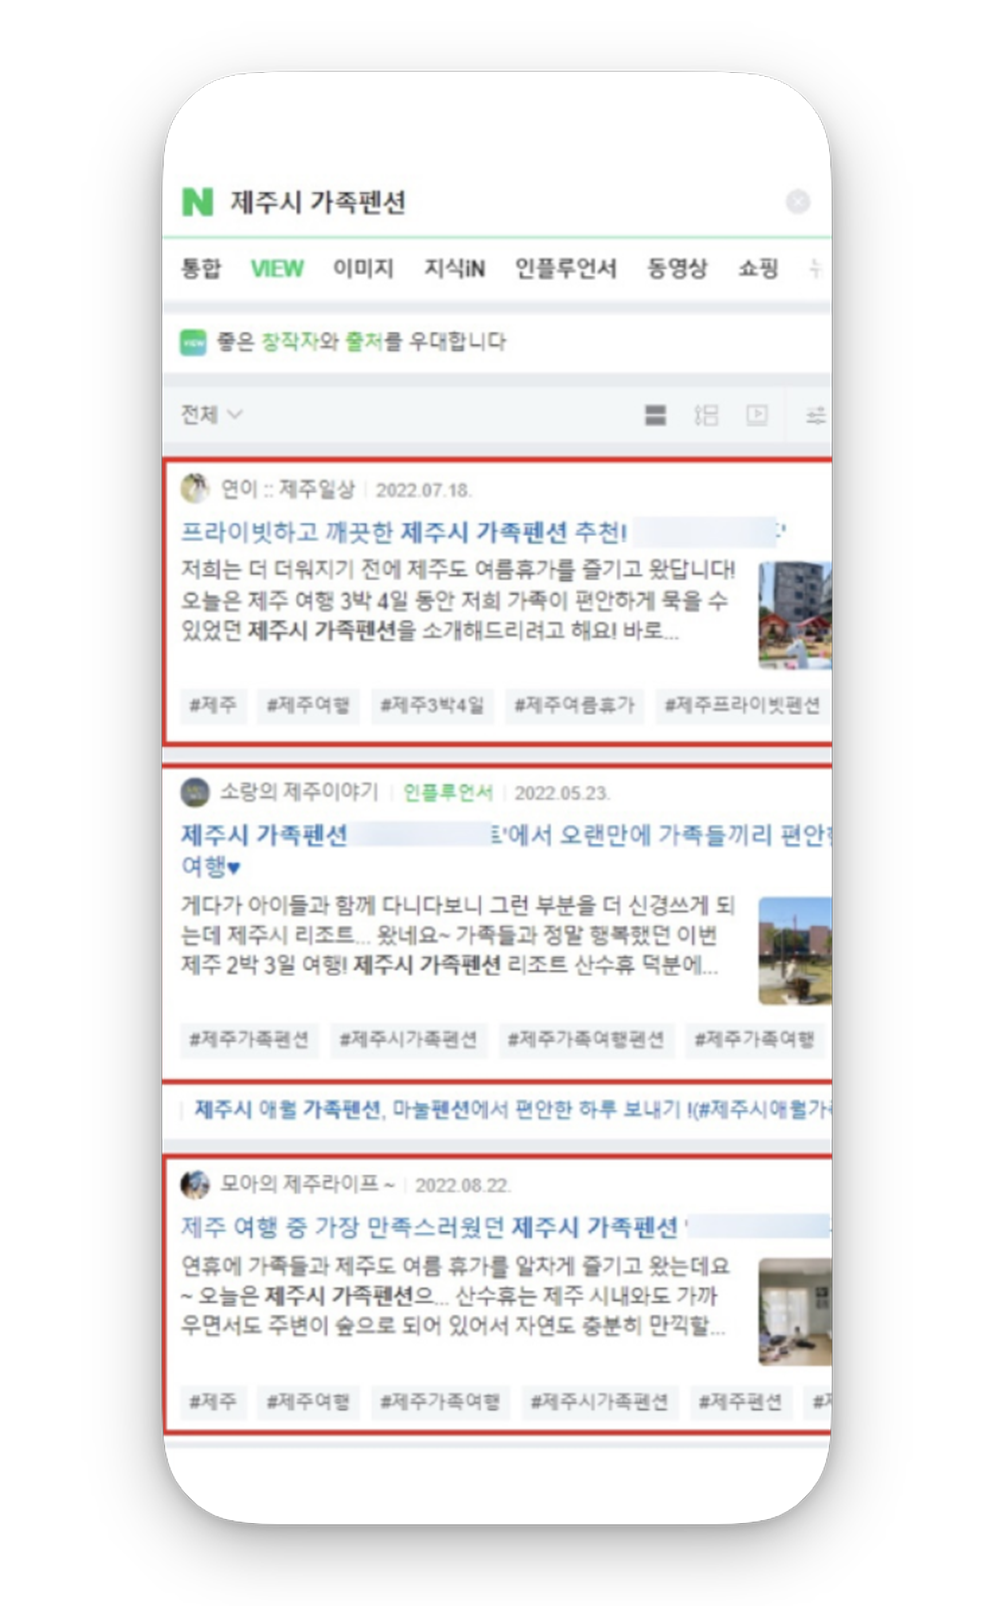 N 제주시 가족펜션
통합 VIEW 이미지 지식iN 인플루언서 동영상 쇼핑 뉴
VIEW 좋은 창작자와 출처를 우대합니다
전체
연이 :: 제주일상 2022.07.18.
프라이빗하고 깨끗한 제주시 가족펜션 추천!
저희는 더 더워지기 전에 제주도 여름휴가를 즐기고 왔답니다!
오늘은 제주 여행 3박 4일 동안 저희 가족이 편안하게 묵을 수
있었던 제주시 가족펜션을 소개해드리려고 해요! 바로...
#제주 #제주여행 #제주3박4일 #제주여름휴가 #제주프라이빗펜션
소랑의 제주이야기 인플루언서 2022.05.23.
제주시 가족펜션 트'에서 오랜만에 가족들끼리 편안한
여행♥
게다가 아이들과 함께 다니다보니 그런 부분을 더 신경쓰게 되
는데 제주시 리조트... 왔네요~ 가족들과 정말 행복했던 이번
제주 2박 3일 여행! 제주시 가족펜션 리조트 산수휴 덕분에...
#제주가족펜션 #제주시가족펜션 #제주가족여행펜션 #제주가족여행
제주시 애월 가족펜션, 마눌펜션에서 편안한 하루 보내기 !(#제주시애월가
모아의 제주라이프 ~ 2022.08.22.
제주 여행 중 가장 만족스러웠던 제주시 가족펜션 '
연휴에 가족들과 제주도 여름 휴가를 알차게 즐기고 왔는데요
~ 오늘은 제주시 가족펜션으... 산수휴는 제주 시내와도 가까
우면서도 주변이 숲으로 되어 있어서 자연도 충분히 만끽할...
#제주 #제주여행 #제주가족여행 #제주시가족펜션 #제주펜션